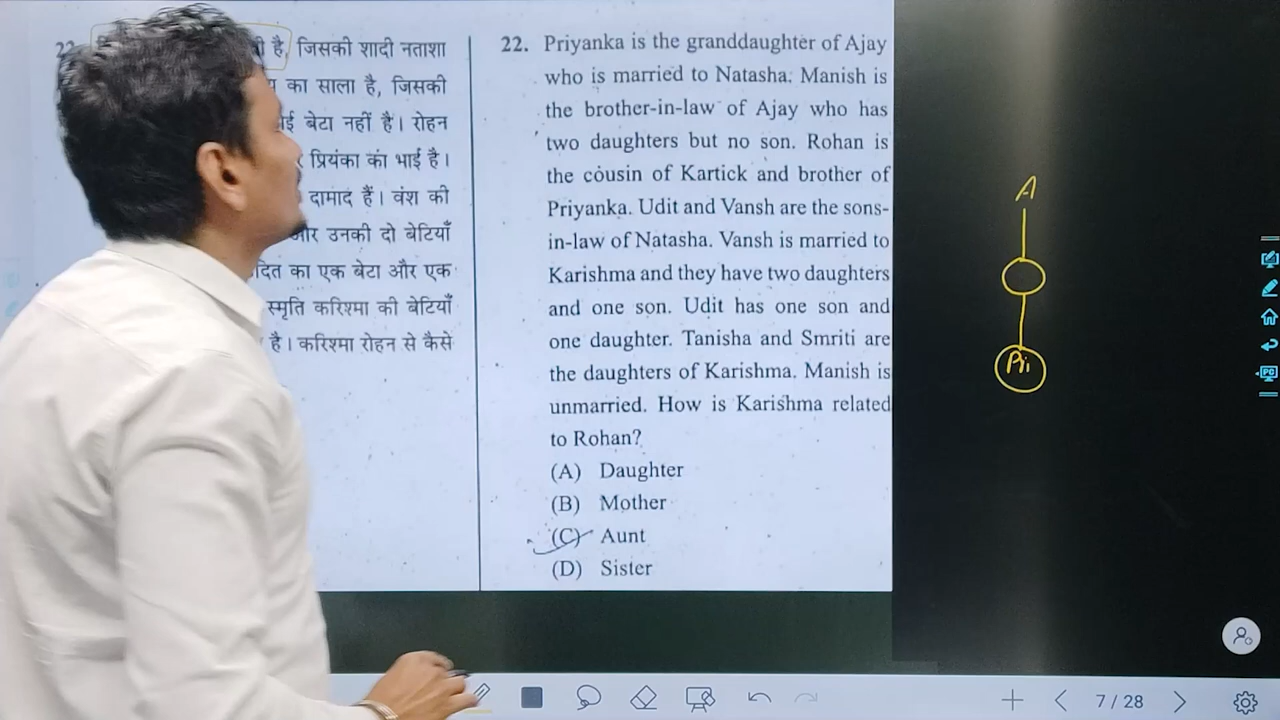 है, जिसकी शादी नताशा
का साला है, जिसकी
बेटा नहीं है। रोहन
प्रियंका का भाई है।
दामाद हैं। वंश की
और उनकी दो बेटियाँ
का एक बेटा और एक
स्मृति करिश्मा की बेटियाँ
है। करिश्मा रोहन से कैसे
22. Priyanka is the granddaughter of Ajay
who is married to Natasha. Manish is
the brother-in-law of Ajay who has
two daughters but no son. Rohan is
the cousin of Kartick and brother of
Priyanka. Udit and Vansh are the sons-
in-law of Natasha. Vansh is married to
Karishma and they have two daughters
and one son. Udit has one son and
one daughter. Tanisha and Smriti are
the daughters of Karishma. Manish is
unmarried. How is Karishma related
to Rohan?
(A) Daughter
(B) Mother
(C) Aunt
(D) Sister
A
Pri
7 / 28